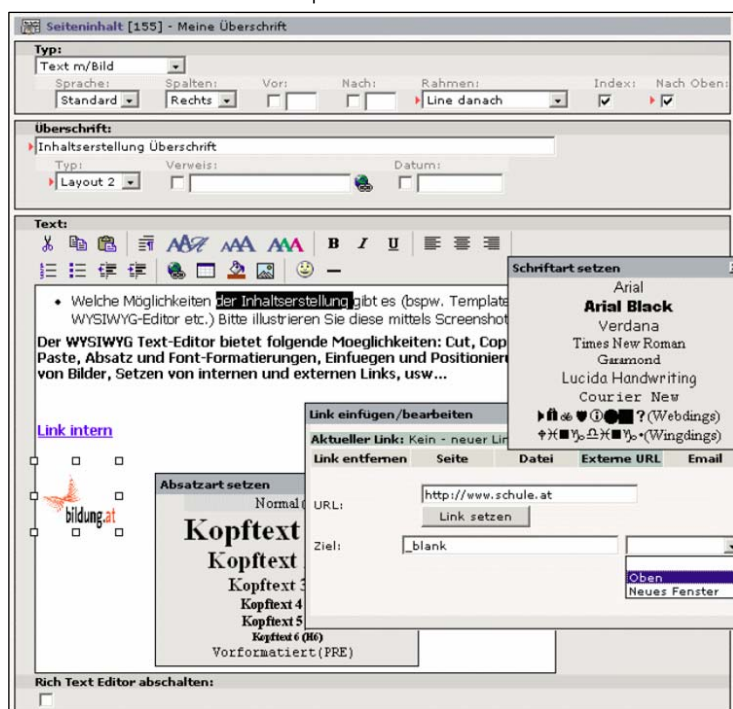 Seiteninhalt [155] - Meine Überschrift
Typ:
Text m/Bild
Sprache: Spalten: Vor: Nach: Rahmen: Index: Nach Oben:
Standard Rechts Line danach
Überschrift:
Inhaltserstellung Überschrift
Typ: Verweis: Datum:
Layout 2
Text:
B I U
Welche Möglichkeiten der Inhaltserstellung gibt es (bspw. Template
WYSIWYG-Editor etc.) Bitte illustrieren Sie diese mittels Screenshot
Der WYSIWYG Text-Editor bietet folgende Moeglichkeiten: Cut, Cop
Paste, Absatz und Font-Formatierungen, Einfuegen und Positionieru
von Bilder, Setzen von internen und externen Links, usw...
Link intern
bildung.at
Schriftart setzen
Arial
Arial Black
Verdana
Times New Roman
Garamond
Lucida Handwriting
Courier New
(Webdings)
(Wingdings)
Link einfügen/bearbeiten
Aktueller Link: Kein - neuer Lin
Link entfernen Seite Datei Externe URL Email
URL: http://www.schule.at
Link setzen
Ziel: _blank
Oben
Neues Fenster
Absatzart setzen
Normal
Kopftext
Kopftext
Kopftext 3
Kopftext 4
Kopftext 5
Kopftext 6 (H6)
Vorformatiert(PRE)
Rich Text Editor abschalten: